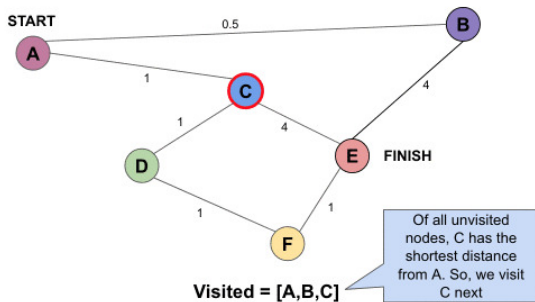 START
A
0.5
B
1
C
4
1
4
D
E
FINISH
1
1
F
Visited = [A,B,C]
Of all unvisited
nodes, C has the
shortest distance
from A. So, we visit
C next